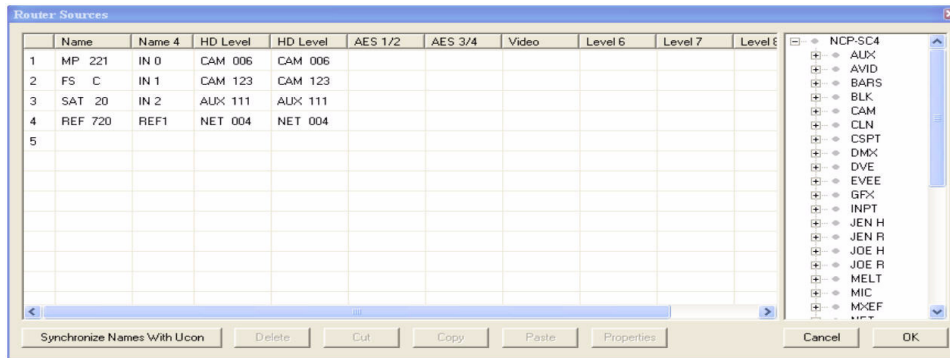 Router Sources
Name Name 4 HD Level HD Level AES 1/2 AES 3/4 Video Level 6 Level 7 Level 8
1 MP 221 IN 0 CAM 006 CAM 006
2 FS C IN 1 CAM 123 CAM 123
3 SAT 20 IN 2 AUX 111 AUX 111
4 REF 720 REF1 NET 004 NET 004
5
NCP-SC4
AUX
AVID
BARS
BLK
CAM
CLN
CSPT
DMX
DVE
EVEE
GFX
INPT
JEN H
JEN R
JOE H
JOE R
MELT
MIC
MXEF
NET
Synchronize Names With Ucon Delete Cut Copy Paste Properties Cancel OK